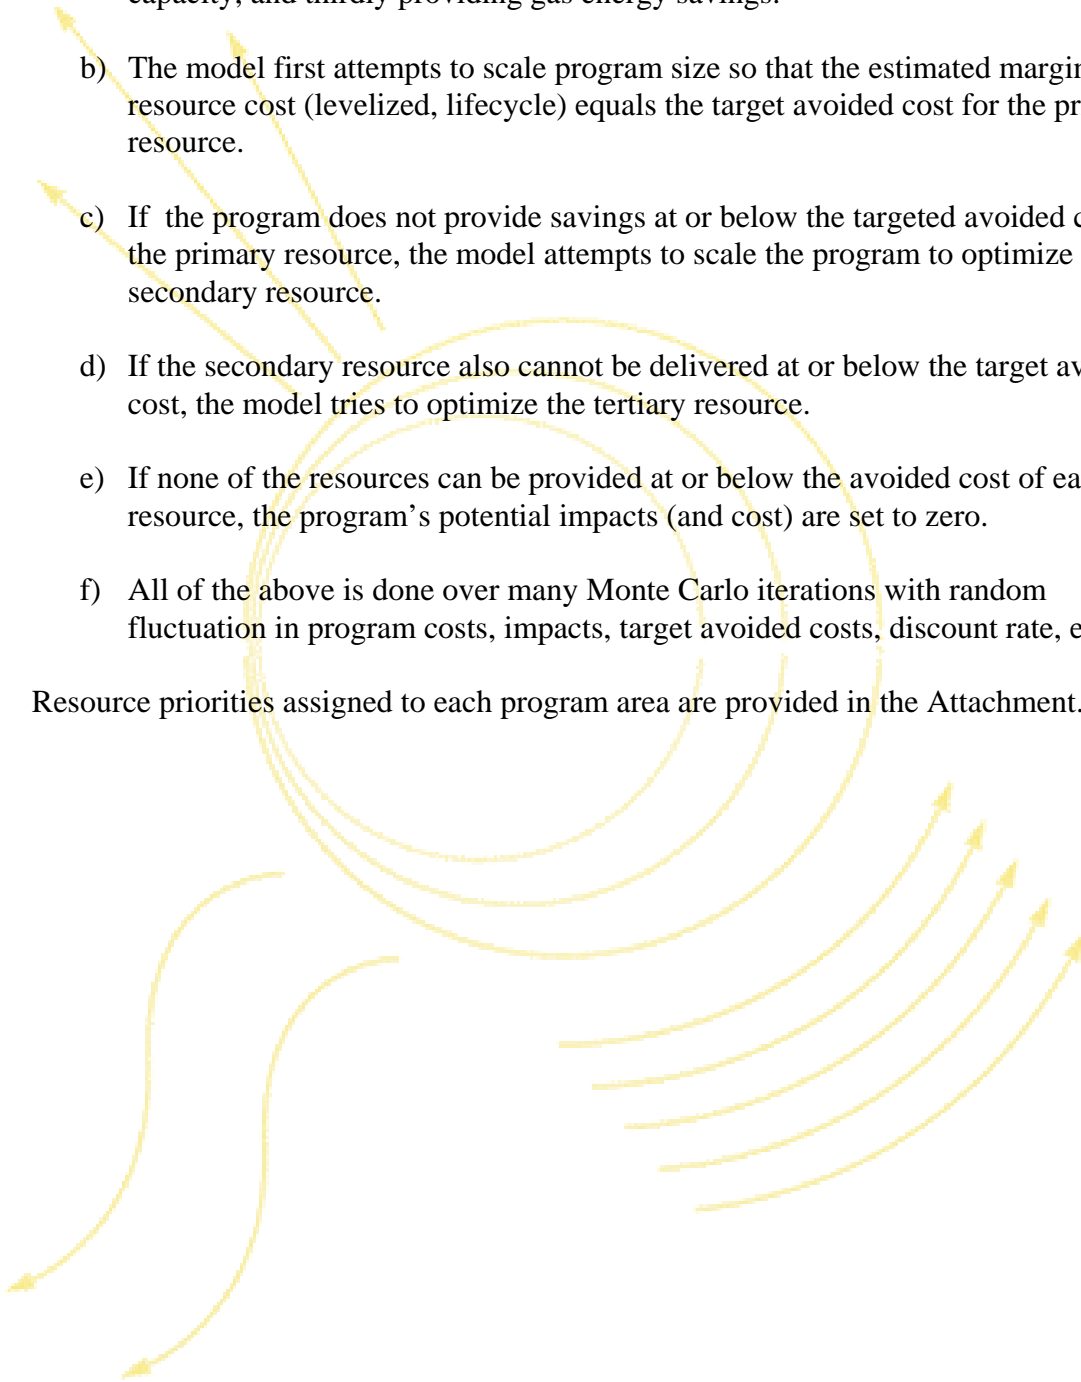 capacity, and thirdly providing gas energy savings.
b) The model first attempts to scale program size so that the estimated margin
resource cost (levelized, lifecycle) equals the target avoided cost for the pr
resource.
c) If the program does not provide savings at or below the targeted avoided c
the primary resource, the model attempts to scale the program to optimize
secondary resource.
d) If the secondary resource also cannot be delivered at or below the target av
cost, the model tries to optimize the tertiary resource.
e) If none of the resources can be provided at or below the avoided cost of ea
resource, the program’s potential impacts (and cost) are set to zero.
f) All of the above is done over many Monte Carlo iterations with random
fluctuation in program costs, impacts, target avoided costs, discount rate, e
Resource priorities assigned to each program area are provided in the Attachment.